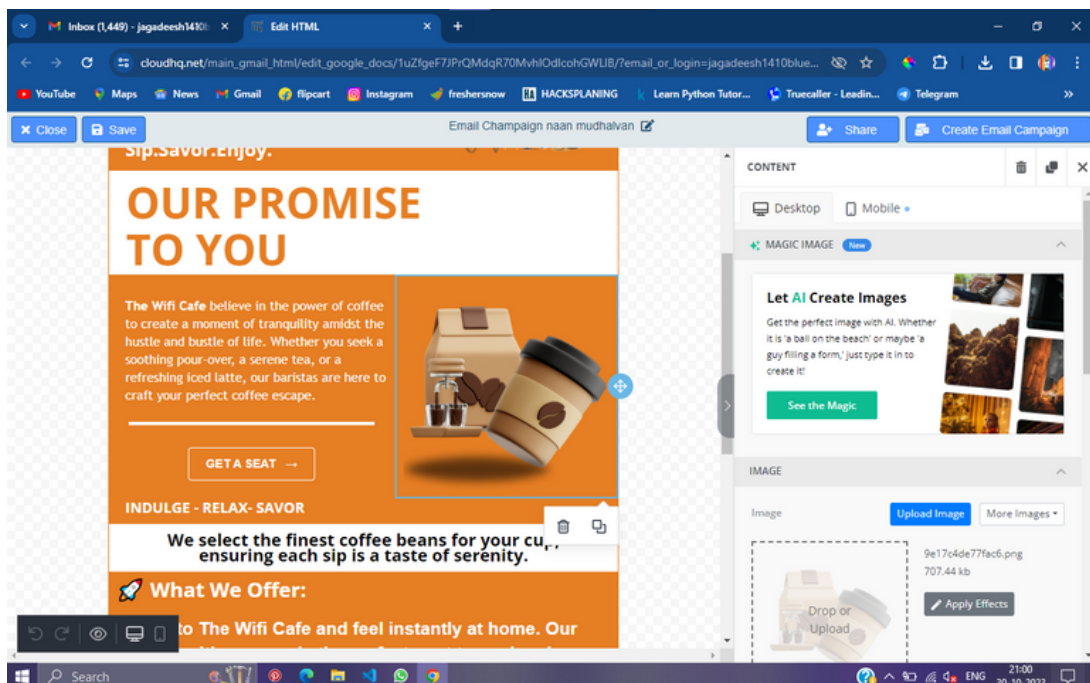 Inbox (1,449) - jagadeesh1410
Edit HTML
cloudhq.net/main_gmail_html/edit_google_docs/1uZfgeF7JPrQMdqR70MvhIOdIcohGWLIB/?email_or_login=jagadeesh1410blue...
YouTube Maps News Gmail flipcart Instagram freshersnow HACKSPLANING Learn Python Tutor... Truecaller - Leadin... Telegram
Close Save Email Champaign naan mudhalvan Share Create Email Campaign
Sip.Savor.Enjoy.
OUR PROMISE
TO YOU
The Wifi Cafe believe in the power of coffee
to create a moment of tranquility amidst the
hustle and bustle of life. Whether you seek a
soothing pour-over, a serene tea, or a
refreshing iced latte, our baristas are here to
craft your perfect coffee escape.
GET A SEAT →
INDULGE - RELAX- SAVOR
We select the finest coffee beans for your cup,
ensuring each sip is a taste of serenity.
What We Offer:
to The Wifi Cafe and feel instantly at home. Our
CONTENT
Desktop Mobile
MAGIC IMAGE New
Let AI Create Images
Get the perfect image with AI. Whether
it is 'a ball on the beach' or maybe 'a
guy filling a form,' just type it in to
create it!
See the Magic
IMAGE
Image Upload Image More Images
9e17c4de77fac6.png
707.44 kb
Drop or
Upload
Apply Effects
Search
ENG
21:00